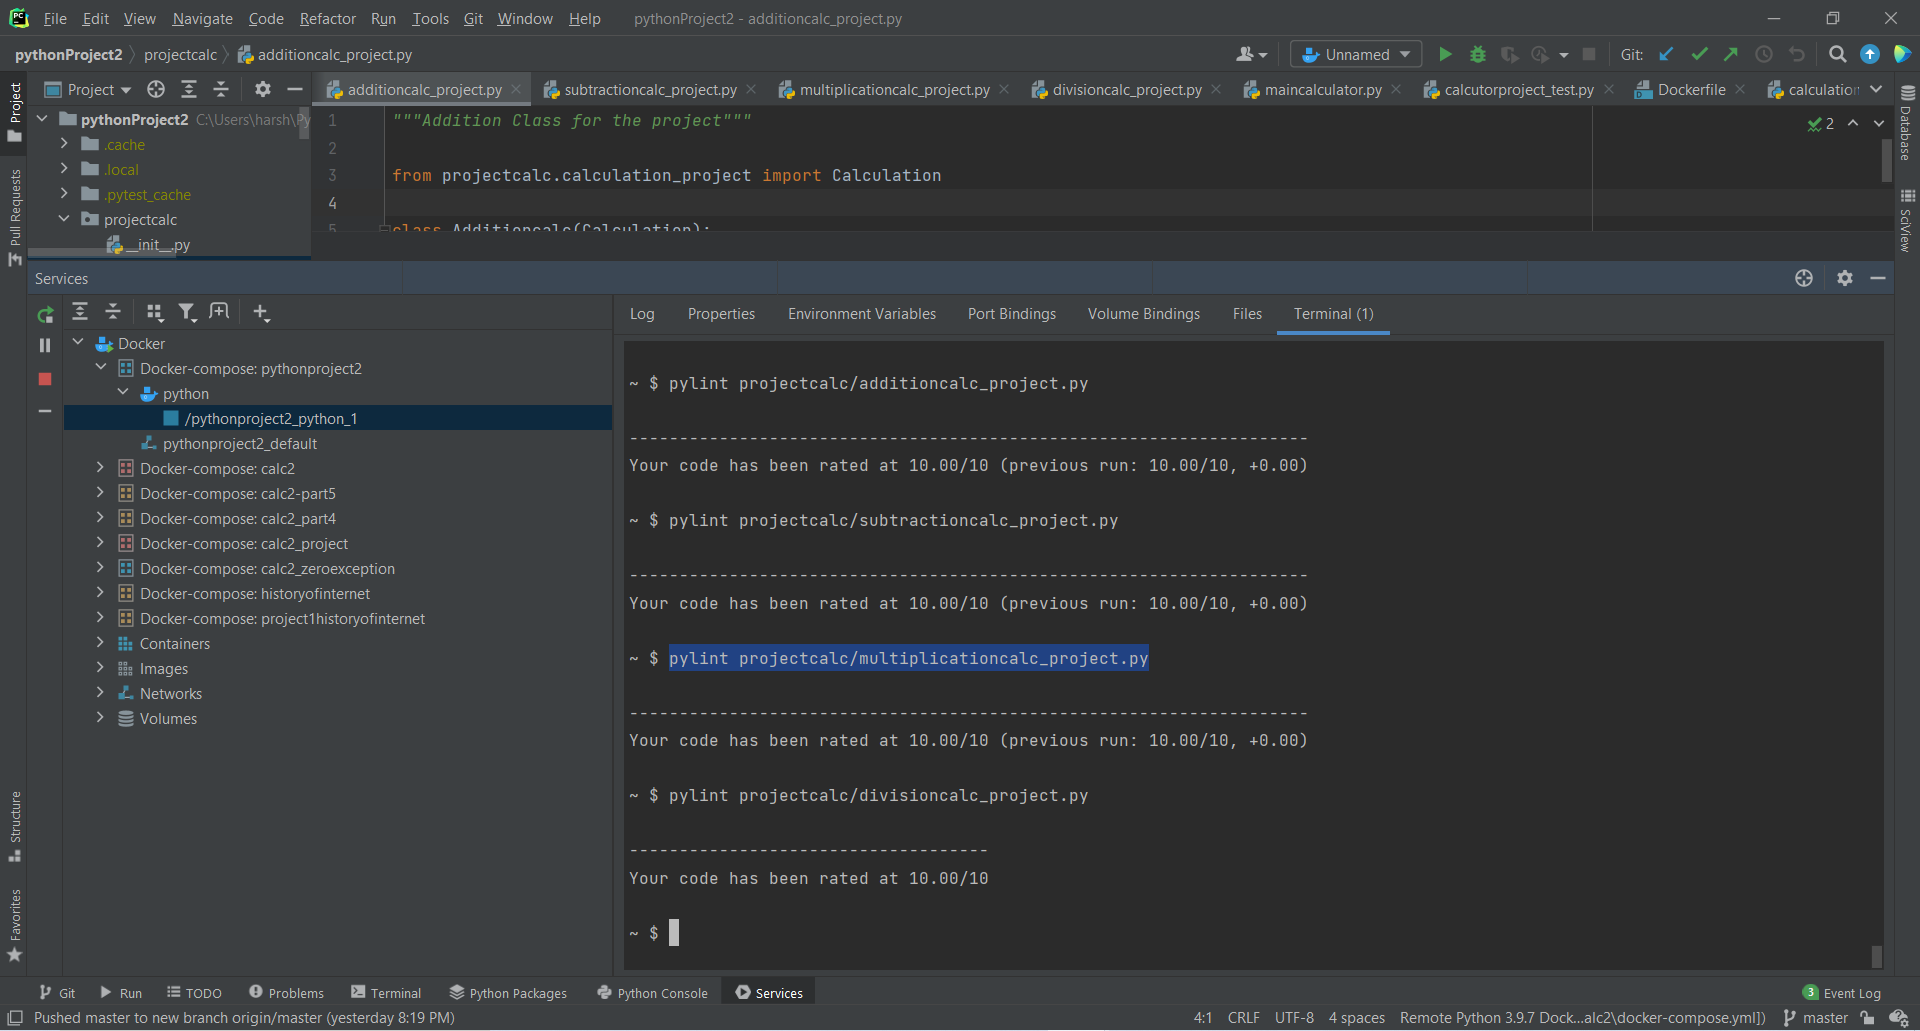 PC File Edit View Navigate Code Refactor Run Tools Git Window Help pythonProject2 - additioncalc_project.py
pythonProject2 projectcalc additioncalc_project.py Unnamed Git:
Project additioncalc_project.py subtractioncalc_project.py multiplicationcalc_project.py divisioncalc_project.py maincalculator.py calcutorproject_test.py Dockerfile calculation
Project
Pull Requests
Structure
Favorites
Database
SciView
pythonProject2 C:\Users\harsh\Py
.cache
.local
.pytest_cache
projectcalc
__init__.py
1 """Addition Class for the project"""
2
3 from projectcalc.calculation_project import Calculation
4
5 class Additioncalc(Calculation):
2
Services
Log Properties Environment Variables Port Bindings Volume Bindings Files Terminal (1)
Docker
Docker-compose: pythonproject2
python
/pythonproject2_python_1
pythonproject2_default
Docker-compose: calc2
Docker-compose: calc2-part5
Docker-compose: calc2_part4
Docker-compose: calc2_project
Docker-compose: calc2_zeroexception
Docker-compose: historyofinternet
Docker-compose: project1historyofinternet
Containers
Images
Networks
Volumes
~ $ pylint projectcalc/additioncalc_project.py
--------------------------------------------------------------------
Your code has been rated at 10.00/10 (previous run: 10.00/10, +0.00)
~ $ pylint projectcalc/subtractioncalc_project.py
--------------------------------------------------------------------
Your code has been rated at 10.00/10 (previous run: 10.00/10, +0.00)
~ $ pylint projectcalc/multiplicationcalc_project.py
--------------------------------------------------------------------
Your code has been rated at 10.00/10 (previous run: 10.00/10, +0.00)
~ $ pylint projectcalc/divisioncalc_project.py
------------------------------------
Your code has been rated at 10.00/10
~ $
Git Run TODO Problems Terminal Python Packages Python Console Services 3 Event Log
Pushed master to new branch origin/master (yesterday 8:19 PM) 4:1 CRLF UTF-8 4 spaces Remote Python 3.9.7 Dock...alc2\docker-compose.yml]) master